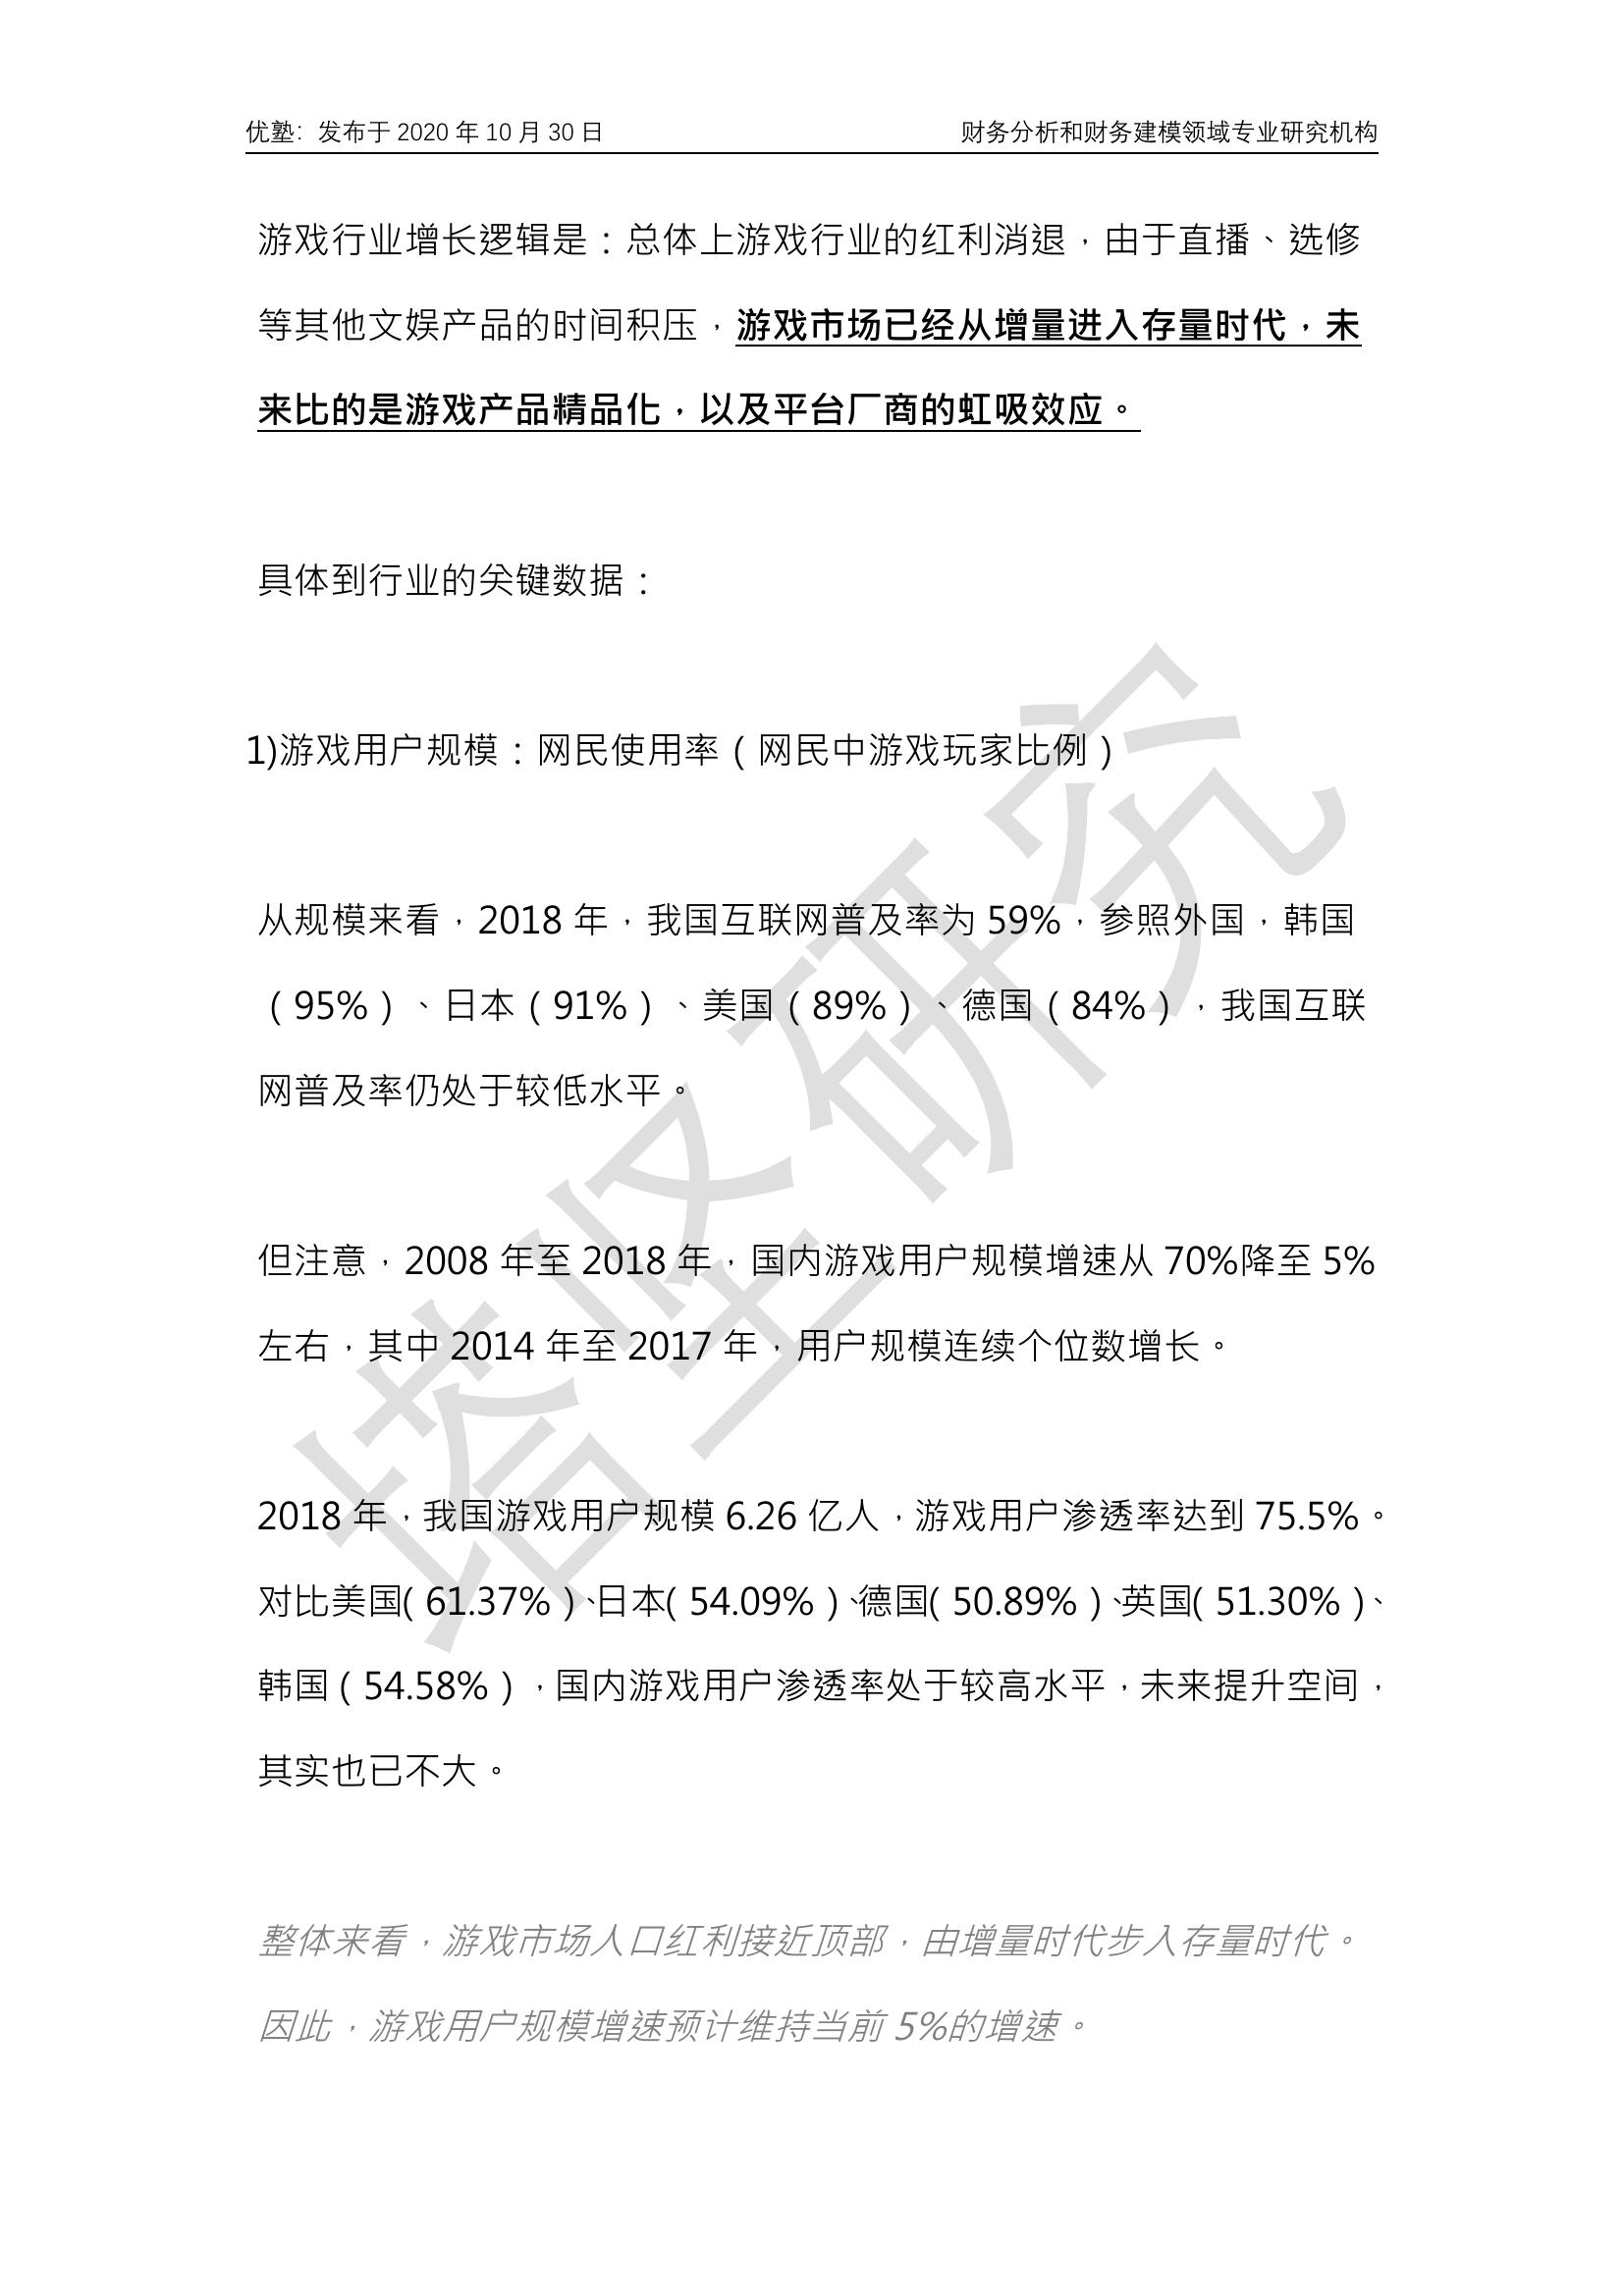 优塾：发布于 2020 年 10 月 30 日 财务分析和财务建模领域专业研究机构
游戏行业增长逻辑是：总体上游戏行业的红利消退，由于直播、选修
等其他文娱产品的时间积压，游戏市场已经从增量进入存量时代，未
来比的是游戏产品精品化，以及平台厂商的虹吸效应。
具体到行业的关键数据：
1)游戏用户规模：网民使用率（网民中游戏玩家比例）
从规模来看，2018 年，我国互联网普及率为 59%，参照外国，韩国
（95%）、日本（91%）、美国（89%）、德国（84%），我国互联
网普及率仍处于较低水平。
但注意，2008 年至 2018 年，国内游戏用户规模增速从 70%降至 5%
左右，其中 2014 年至 2017 年，用户规模连续个位数增长。
2018 年，我国游戏用户规模 6.26 亿人，游戏用户渗透率达到 75.5%。
对比美国（61.37%）、日本（54.09%）、德国（50.89%）、英国（51.30%）、
韩国（54.58%），国内游戏用户渗透率处于较高水平，未来提升空间，
其实也已不大。
整体来看，游戏市场人口红利接近顶部，由增量时代步入存量时代。
因此，游戏用户规模增速预计维持当前 5%的增速。
塔坚研究